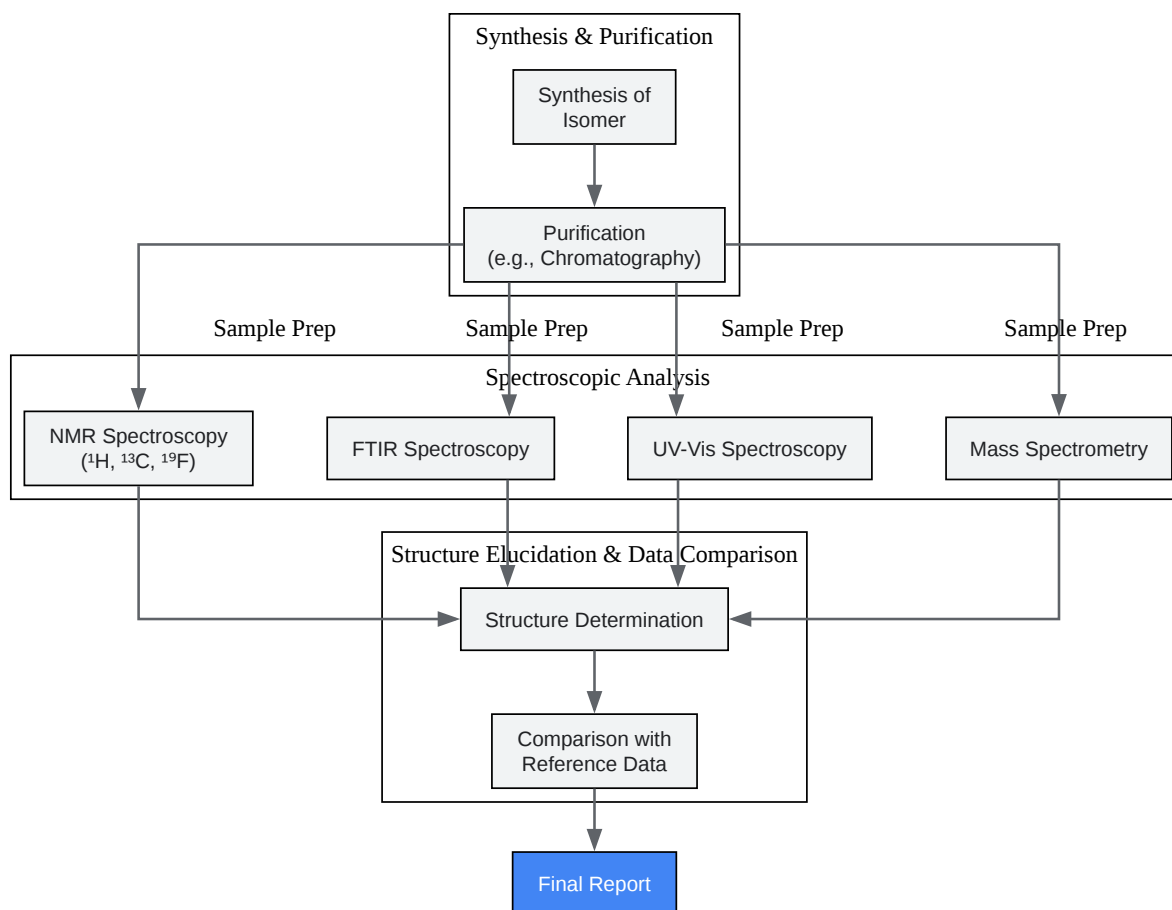 Synthesis & Purification
Synthesis of
Isomer
Purification
(e.g., Chromatography)
Sample Prep
Sample Prep
Sample Prep
Sample Prep
Spectroscopic Analysis
NMR Spectroscopy
(¹H, ¹³C, ¹⁹F)
FTIR Spectroscopy
UV-Vis Spectroscopy
Mass Spectrometry
Structure Elucidation & Data Comparison
Structure Determination
Comparison with
Reference Data
Final Report